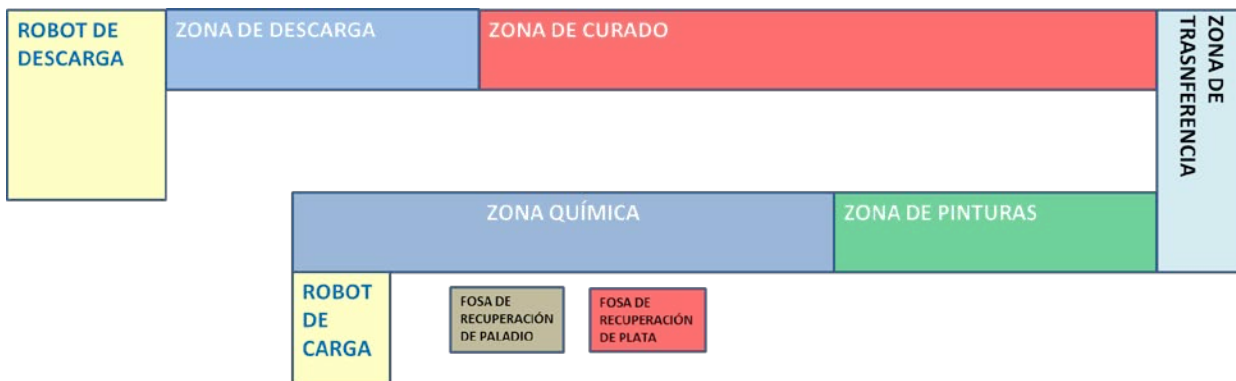 ROBOT DE
DESCARGA
ZONA DE DESCARGA
ZONA DE CURADO
ZONA DE
TRASNFERENCIA
ZONA QUÍMICA
ZONA DE PINTURAS
ROBOT
DE
CARGA
FOSA DE
RECUPERACIÓN
DE PALADIO
FOSA DE
RECUPERACIÓN
DE PLATA